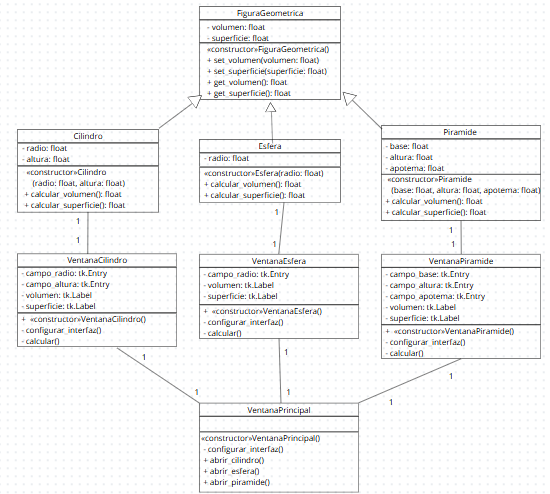 FiguraGeometrica
- volumen: float
- superficie: float
«constructor»FiguraGeometrica()
+ set_volumen(volumen: float)
+ set_superficie(superficie: float)
+ get_volumen(): float
+ get_superficie(): float
Cilindro
- radio: float
- altura: float
«constructor»Cilindro
(radio: float, altura: float)
+ calcular_volumen(): float
+ calcular_superficie(): float
Esfera
- radio: float
«constructor»Esfera(radio: float)
+ calcular_volumen(): float
+ calcular_superficie(): float
Piramide
- base: float
- altura: float
- apotema: float
«constructor»Piramide
(base: float, altura: float, apotema: float)
+ calcular_volumen(): float
+ calcular_superficie(): float
1
1
1
1
1
1
VentanaCilindro
- campo_radio: tk.Entry
- campo_altura: tk.Entry
- volumen: tk.Label
- superficie: tk.Label
+ «constructor»VentanaCilindro()
- configurar_interfaz()
- calcular()
VentanaEsfera
- campo_radio: tk.Entry
- volumen: tk.Label
- superficie: tk.Label
+ «constructor»VentanaEsfera()
- configurar_interfaz()
- calcular()
VentanaPiramide
- campo_base: tk.Entry
- campo_altura: tk.Entry
- campo_apotema: tk.Entry
- volumen: tk.Label
- superficie: tk.Label
+ «constructor»VentanaPiramide()
- configurar_interfaz()
- calcular()
1
1
1
1
1
1
VentanaPrincipal
«constructor»VentanaPrincipal()
- configurar_interfaz()
+ abrir_cilindro()
+ abrir_esfera()
+ abrir_piramide()